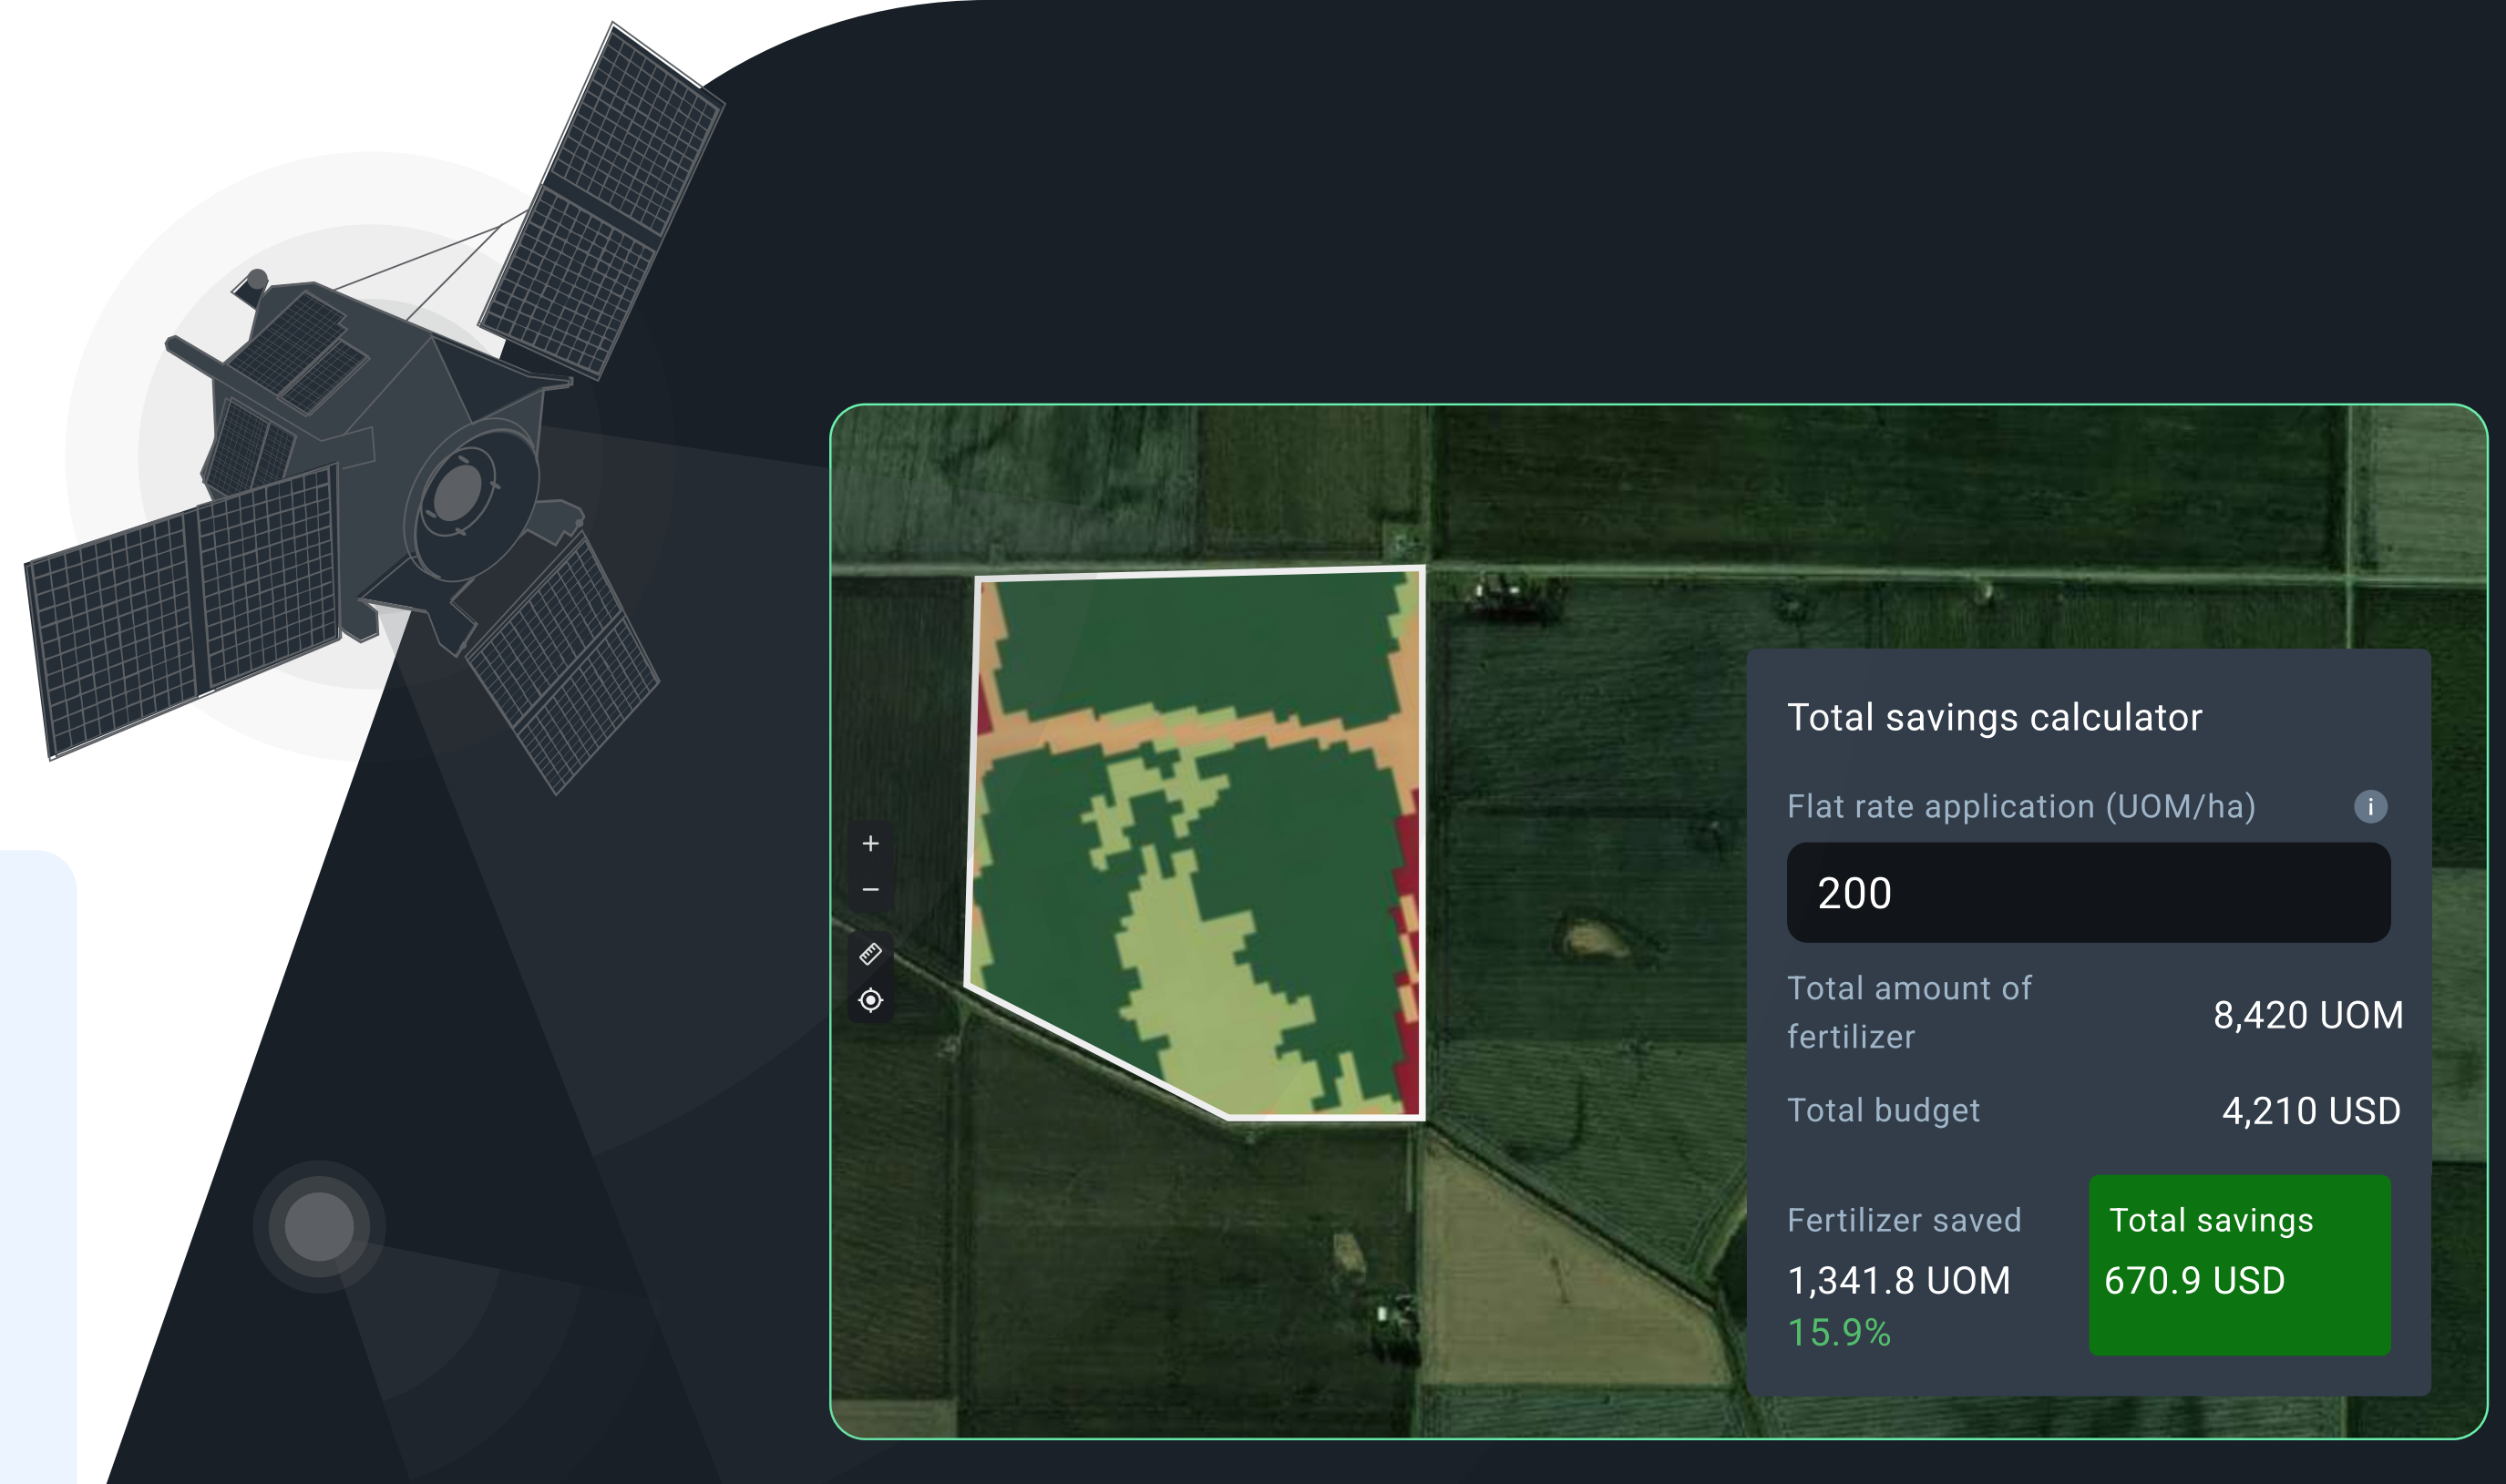 Total savings calculator
Flat rate application (UOM/ha)
i
200
Total amount of
fertilizer
8,420 UOM
Total budget
4,210 USD
Fertilizer saved
1,341.8 UOM
15.9%
Total savings
670.9 USD